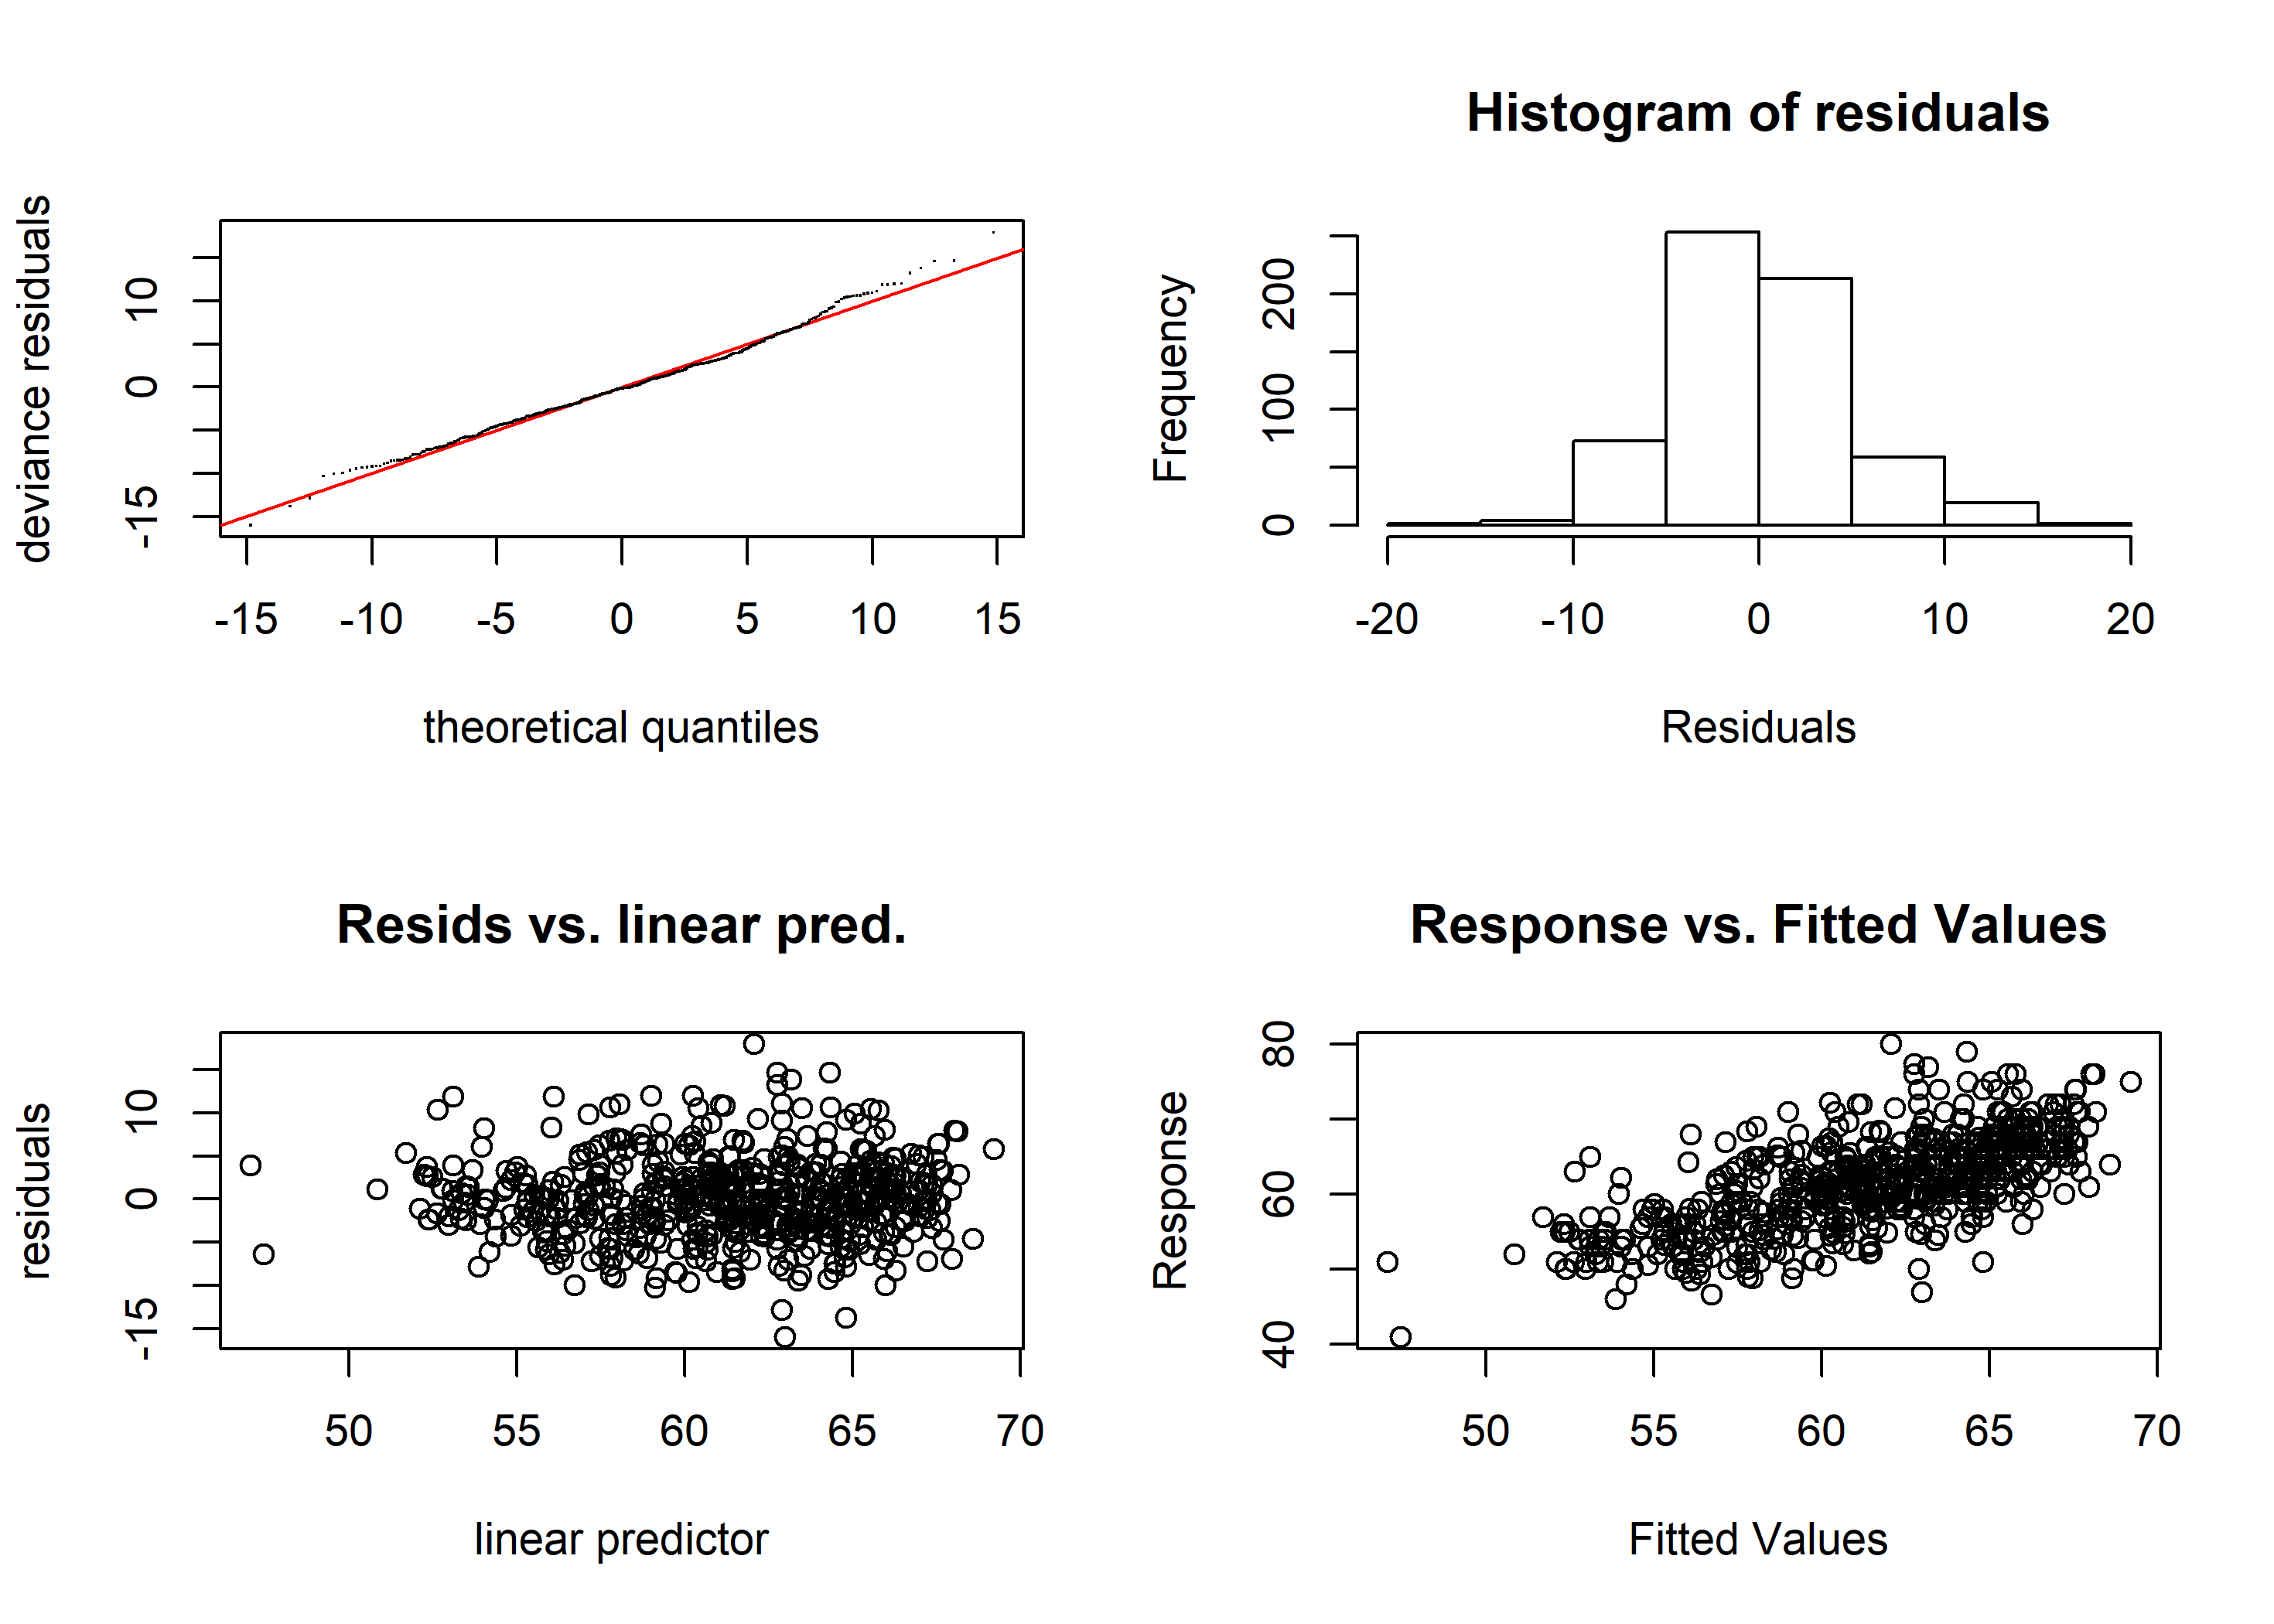 deviance residuals
-15 0 10
-15 -10 -5 0 5 10 15
theoretical quantiles
Histogram of residuals
Frequency
0 100 200
-20 -10 0 10 20
Residuals
Resids vs. linear pred.
residuals
-15 0 10
50 55 60 65 70
linear predictor
Response vs. Fitted Values
Response
40 60 80
50 55 60 65 70
Fitted Values